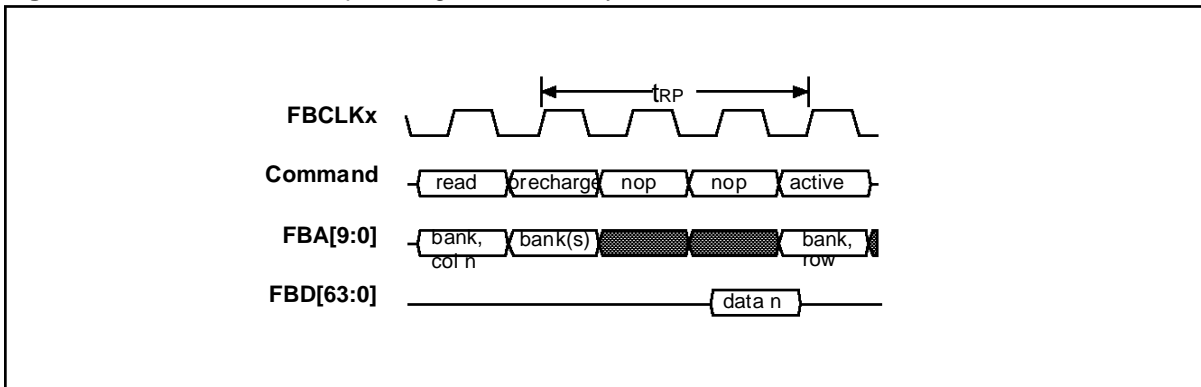 tRP
FBCLKx
Command read precharge nop nop active
FBA[9:0] bank, col n bank(s) bank, row
FBD[63:0] data n